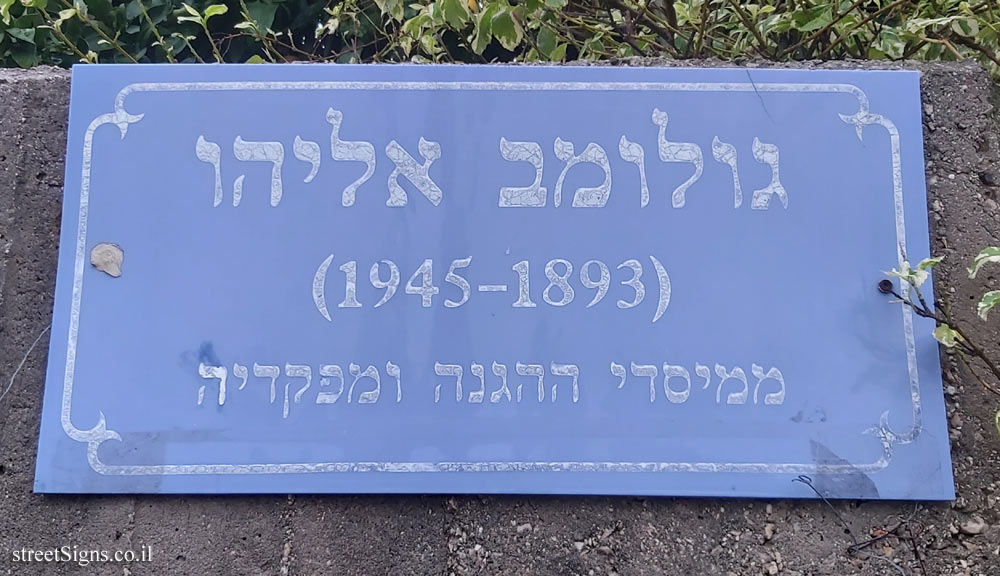 גולומב אליהו
(1945-1893)
ממיסדי ההגנה ומפקדיה
streetSigns.co.il